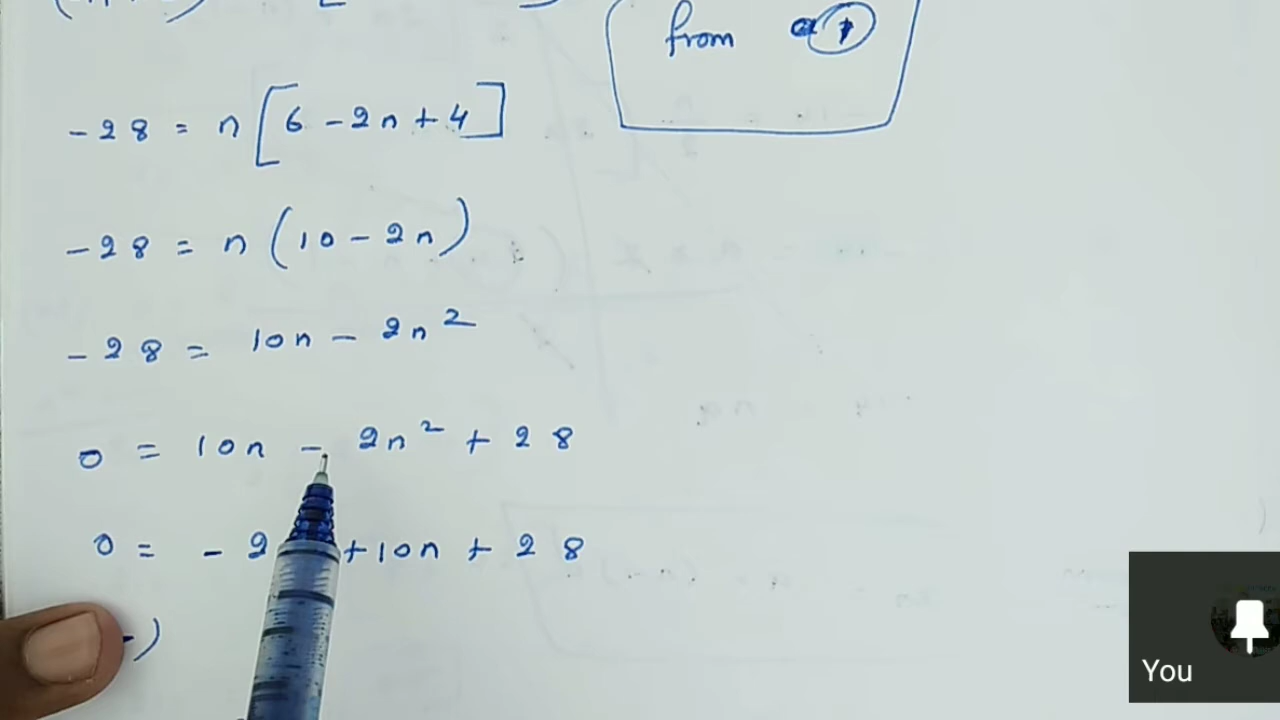 from
-28 = n[6 - 2n + 4]
-28 = n(10 - 2n)
-28 = 10n - 2n²
0 = 10n - 2n² + 28
0 = - 2 + 10n + 28
You